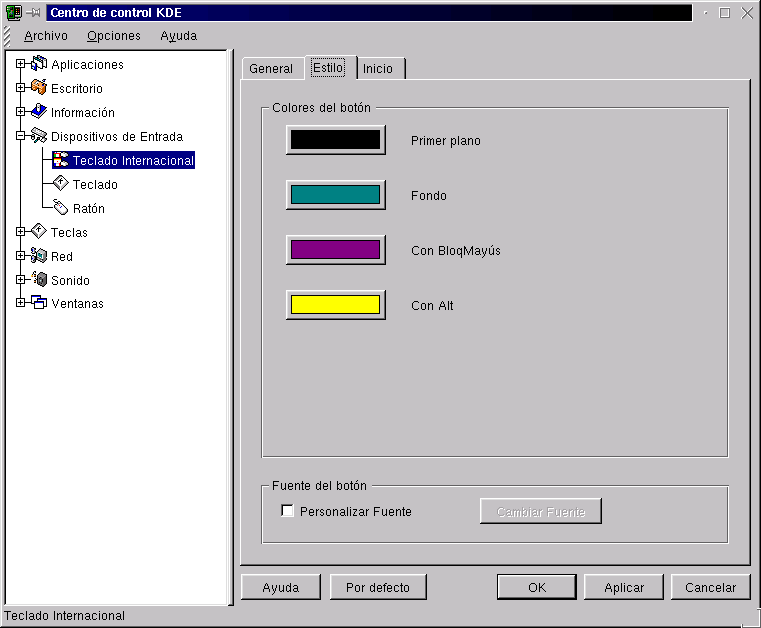 Centro de control KDE
Archivo Opciones Ayuda
Aplicaciones
Escritorio
Información
Dispositivos de Entrada
Teclado Internacional
Teclado
Ratón
Teclas
Red
Sonido
Ventanas
General Estilo Inicio
Colores del botón
Primer plano
Fondo
Con BloqMayús
Con Alt
Fuente del botón
Personalizar Fuente Cambiar Fuente
Ayuda Por defecto OK Aplicar Cancelar
Teclado Internacional